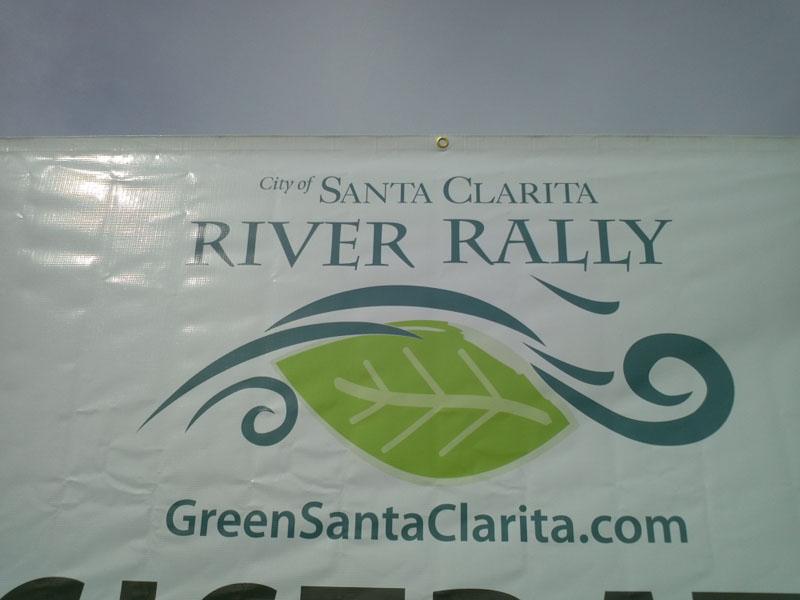 City of SANTA CLARITA
RIVER RALLY
GreenSantaClarita.com